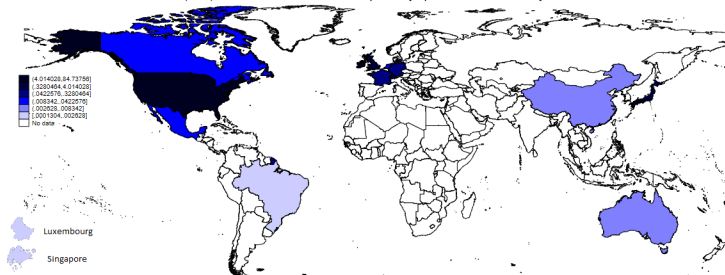 (4.014028,84.73756]
(.3280464,4.014028]
(.0422576,.3280464]
(.008342,.0422576]
(.002628,.008342]
[.0001304,.002628]
No data
Luxembourg
Singapore